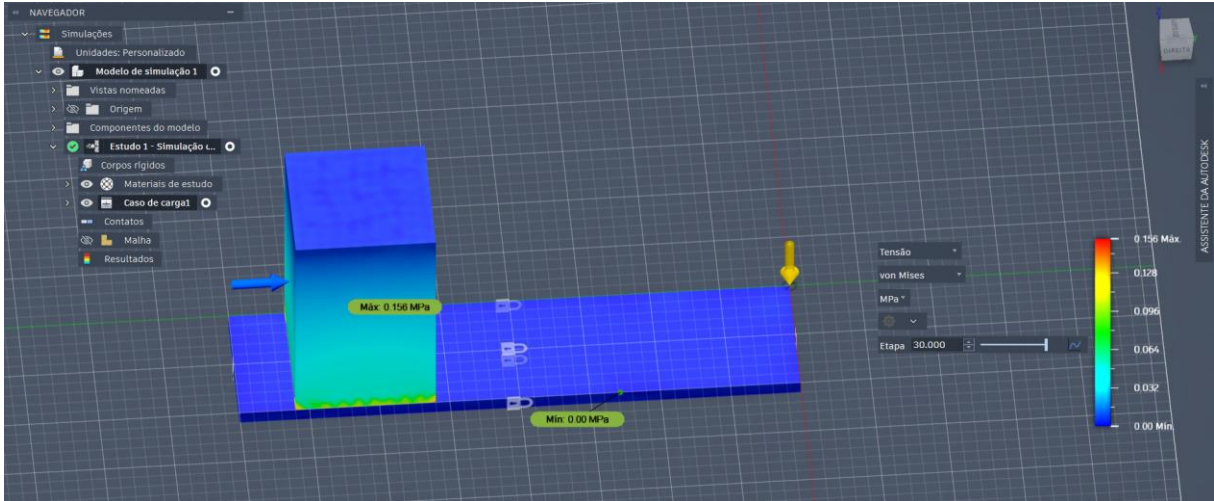 NAVEGADOR
Simulações
Unidades: Personalizado
Modelo de simulação 1
Vistas nomeadas
Origem
Componentes do modelo
Estudo 1 - Simulação c...
Corpos rígidos
Materiais de estudo
Caso de carga1
Contatos
Malha
Resultados
Máx: 0.156 MPa
Mín: 0.00 MPa
Tensão
von Mises
MPa
Etapa 30.000
0.156 Máx.
0.128
0.096
0.064
0.032
0.00 Mín
DIREITA
ASSISTENTE DA AUTODESK